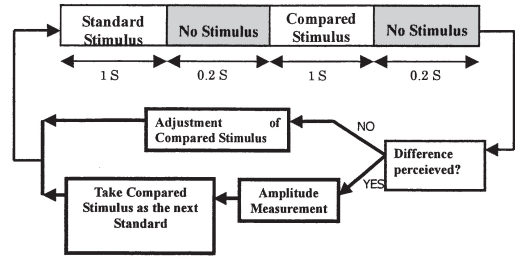 Standard
Stimulus
No Stimulus
Compared
Stimulus
No Stimulus
1 S
0.2 S
1 S
0.2 S
Adjustment of
Compared Stimulus
NO
Difference
perceieved?
YES
Amplitude
Measurement
Take Compared
Stimulus as the next
Standard